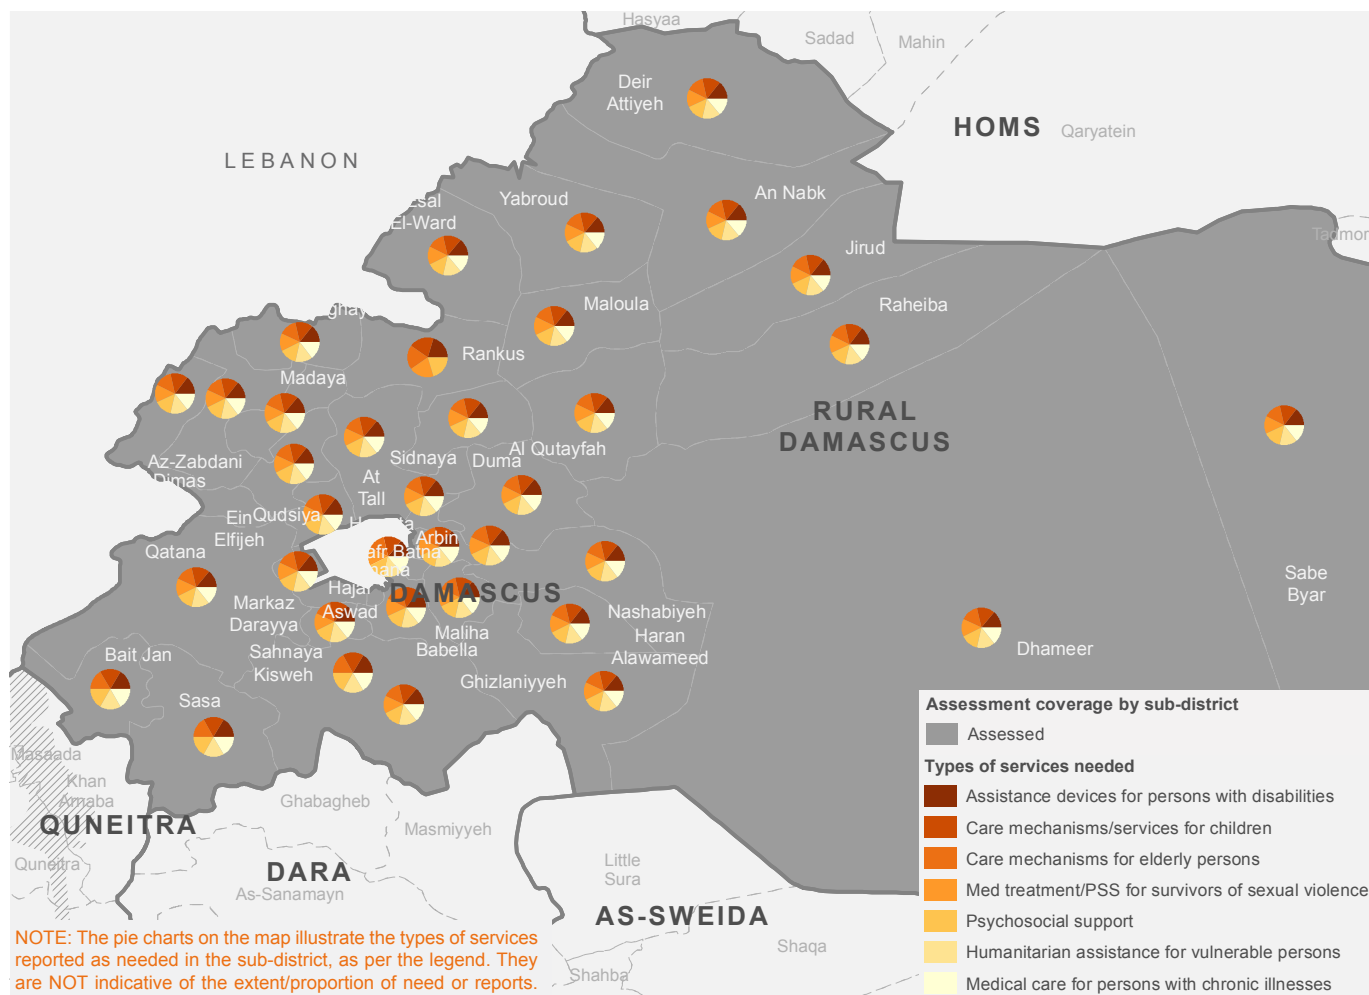 Hasyaa
Sadad
Mahin
Deir
Attiyeh
HOMS
Qaryatein
LEBANON
Yabroud
An Nabk
El-Ward
Tadmor
Jirud
Maloula
Raheiba
Rankus
Madaya
RURAL
DAMASCUS
Az-Zabdani
Dimas
Sidnaya
Duma
Al Qutayfah
At
Tall
Ein
Elfijeh
Qudsiya
Arbin
Qatana
Hajar
Aswad
DAMASCUS
Sabe
Byar
Markaz
Darayya
Maliha
Babella
Nashabiyeh
Haran
Alawameed
Dhameer
Bait Jan
Sahnaya
Kisweh
Ghizlaniyyeh
Sasa
Masaada
Khan
Arnaba
Ghabagheb
QUNEITRA
Masmiyyeh
Quneitra
DARA
As-Sanamayn
Little
Sura
AS-SWEIDA
Shaqa
Shahba
Assessment coverage by sub-district
Assessed
Types of services needed
Assistance devices for persons with disabilities
Care mechanisms/services for children
Care mechanisms for elderly persons
Med treatment/PSS for survivors of sexual violence
Psychosocial support
Humanitarian assistance for vulnerable persons
Medical care for persons with chronic illnesses
NOTE: The pie charts on the map illustrate the types of services
reported as needed in the sub-district, as per the legend. They
are NOT indicative of the extent/proportion of need or reports.